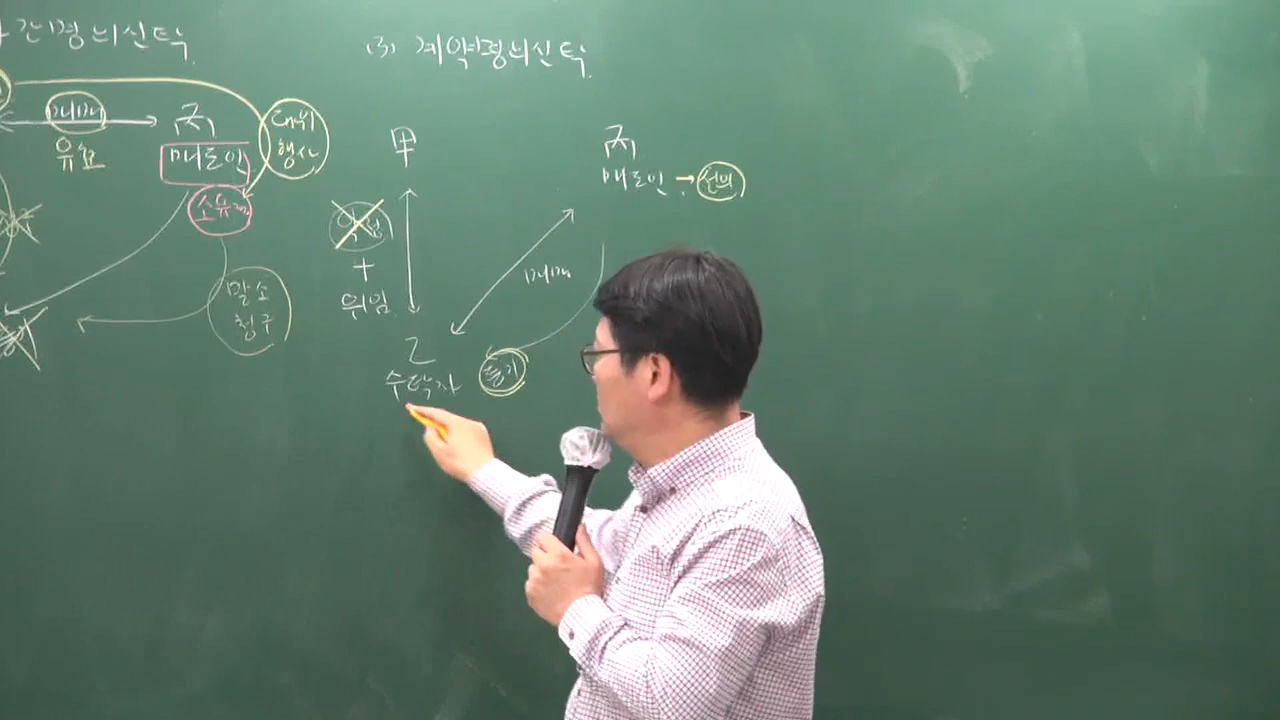 간명의신탁
매매
유효
丙
매도인
소유권
대위
행사
말소
청구
(3) 계약명의신탁
甲
약정
+
위임
乙
수탁자
등기
매매
丙
매도인 → 선의